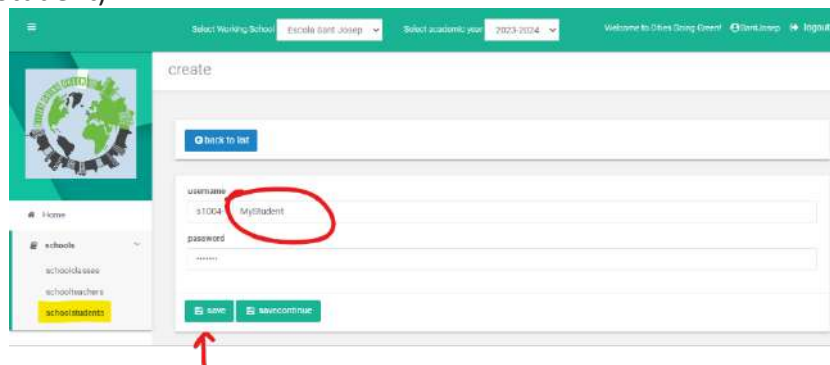 Select Working School Escola Sant Josep Select academic year 2023-2024 Welcome to Cities Going Green! SantJosep logout
create
back to list
username
s1004- MyStudent
password
.......
Home
schools
schoolclasses
schoolteachers
schoolstudents
save savecontinue